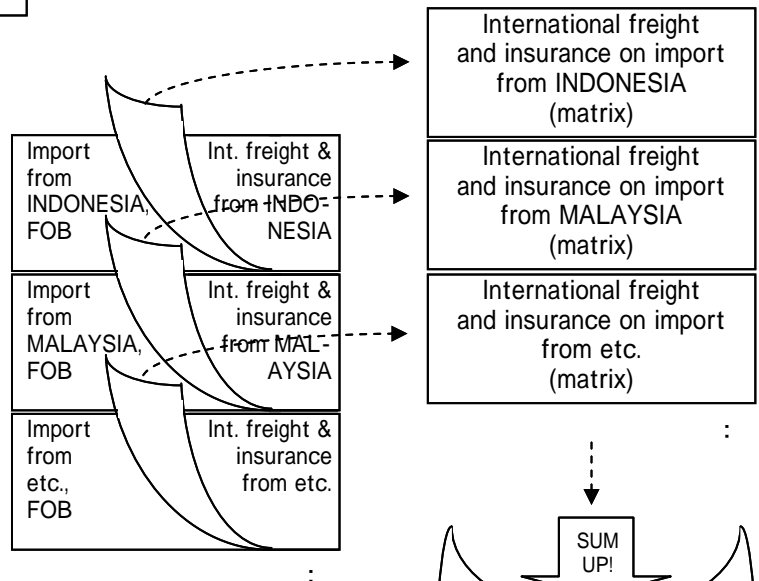 International freight
and insurance on import
from INDONESIA
(matrix)
International freight
and insurance on import
from MALAYSIA
(matrix)
International freight
and insurance on import
from etc.
(matrix)
:
Import
from
INDONESIA,
FOB
Int. freight &
insurance
from INDO-
NESIA
Import
from
MALAYSIA,
FOB
Int. freight &
insurance
from MAL-
AYSIA
Import
from
etc.,
FOB
Int. freight &
insurance
from etc.
:
SUM
UP!